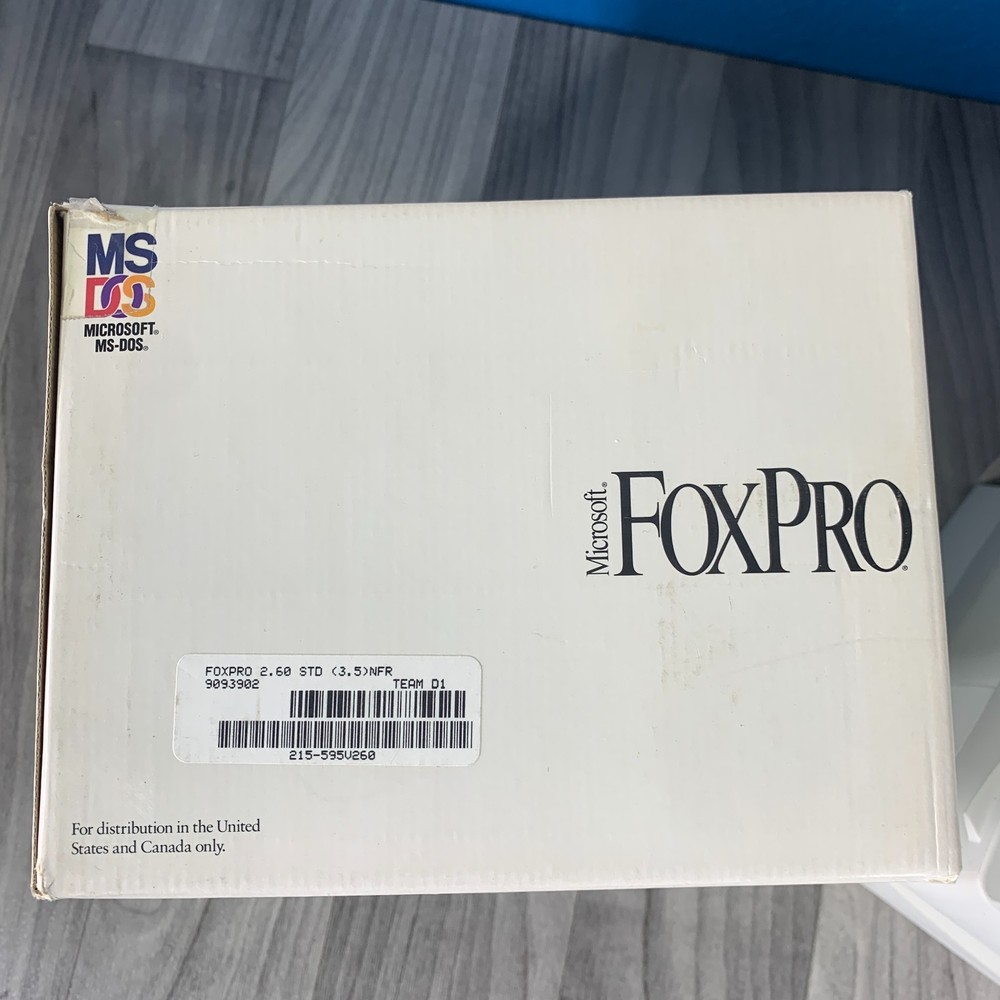 MS
DOS
MICROSOFT®
MS-DOS®
Microsoft®
FOXPRO®
FOXPRO 2.60 STD (3.5)NFR
9093902 TEAM D1
215-595V260
For distribution in the United
States and Canada only.